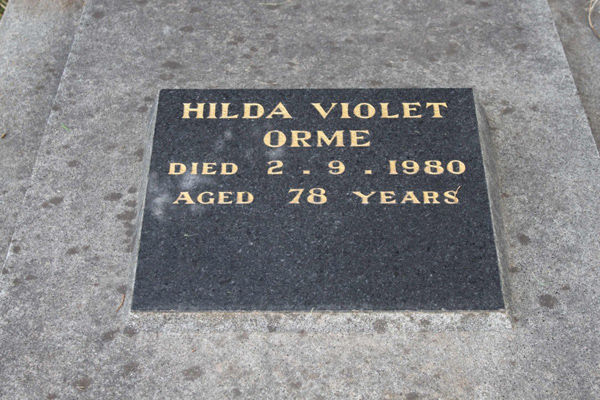 HILDA VIOLET
ORME
DIED 2.9.1980
AGED 78 YEARS